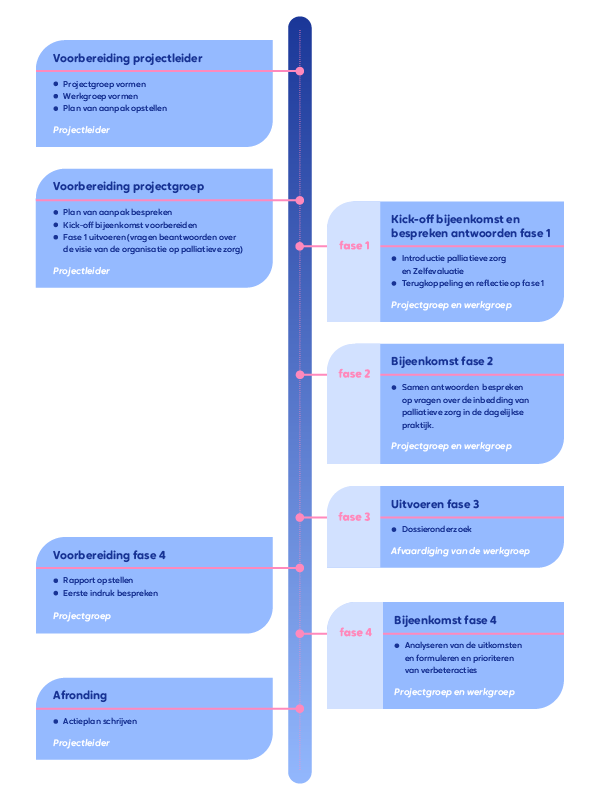 Voorbereiding projectleider
Projectgroep vormen
Werkgroep vormen
Plan van aanpak opstellen
Projectleider
Voorbereiding projectgroep
Plan van aanpak bespreken
Kick-off bijeenkomst voorbereiden
Fase 1 uitvoeren (vragen beantwoorden over
de visie van de organisatie op palliatieve zorg)
Projectleider
fase 1
Kick-off bijeenkomst en
bespreken antwoorden fase 1
Introductie palliatieve zorg
en Zelfevaluatie
Terugkoppeling en reflectie op fase 1
Projectgroep en werkgroep
fase 2
Bijeenkomst fase 2
Samen antwoorden bespreken
op vragen over de inbedding van
palliatieve zorg in de dagelijkse
praktijk.
Projectgroep en werkgroep
fase 3
Uitvoeren fase 3
Dossieronderzoek
Afvaardiging van de werkgroep
Voorbereiding fase 4
Rapport opstellen
Eerste indruk bespreken
Projectgroep
fase 4
Bijeenkomst fase 4
Analyseren van de uitkomsten
en formuleren en prioriteren
van verbeteracties
Projectgroep en werkgroep
Afronding
Actieplan schrijven
Projectleider